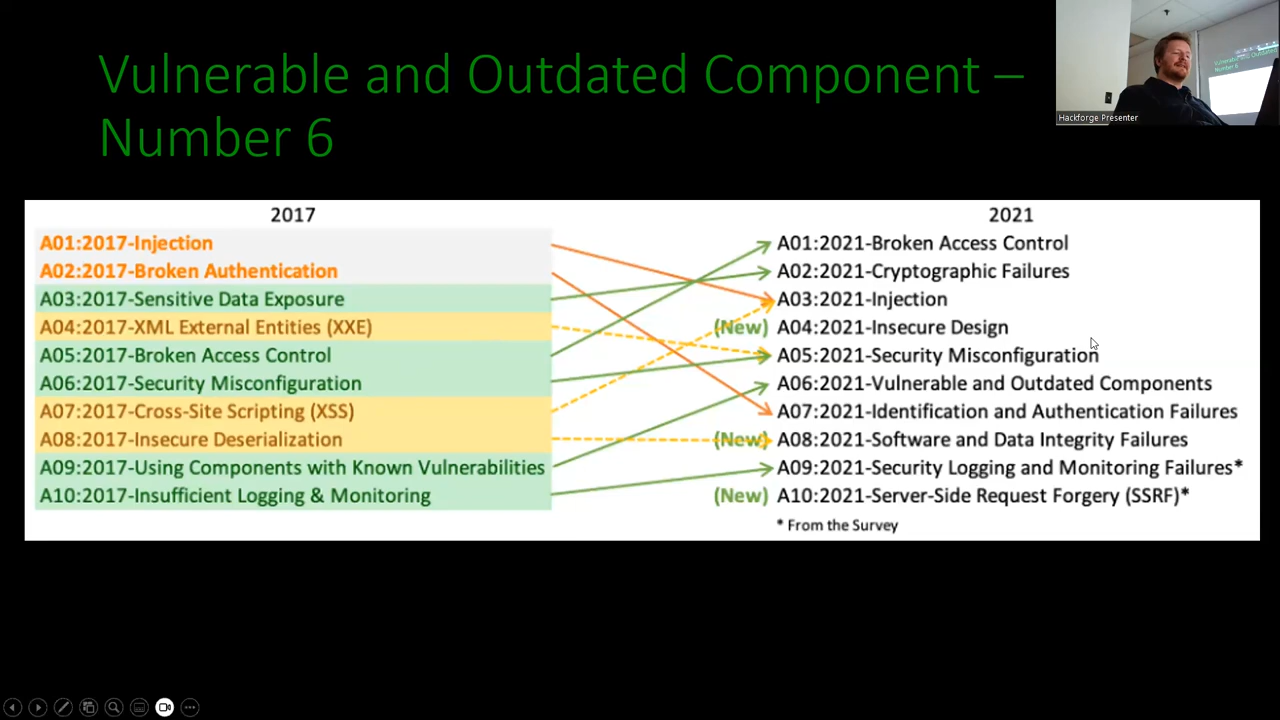 Vulnerable and Outdated Component –
Number 6
Hackforge Presenter
2017
A01:2017-Injection
A02:2017-Broken Authentication
A03:2017-Sensitive Data Exposure
A04:2017-XML External Entities (XXE)
A05:2017-Broken Access Control
A06:2017-Security Misconfiguration
A07:2017-Cross-Site Scripting (XSS)
A08:2017-Insecure Deserialization
A09:2017-Using Components with Known Vulnerabilities
A10:2017-Insufficient Logging & Monitoring
2021
A01:2021-Broken Access Control
A02:2021-Cryptographic Failures
A03:2021-Injection
(New) A04:2021-Insecure Design
A05:2021-Security Misconfiguration
A06:2021-Vulnerable and Outdated Components
A07:2021-Identification and Authentication Failures
(New) A08:2021-Software and Data Integrity Failures
A09:2021-Security Logging and Monitoring Failures*
(New) A10:2021-Server-Side Request Forgery (SSRF)*
* From the Survey